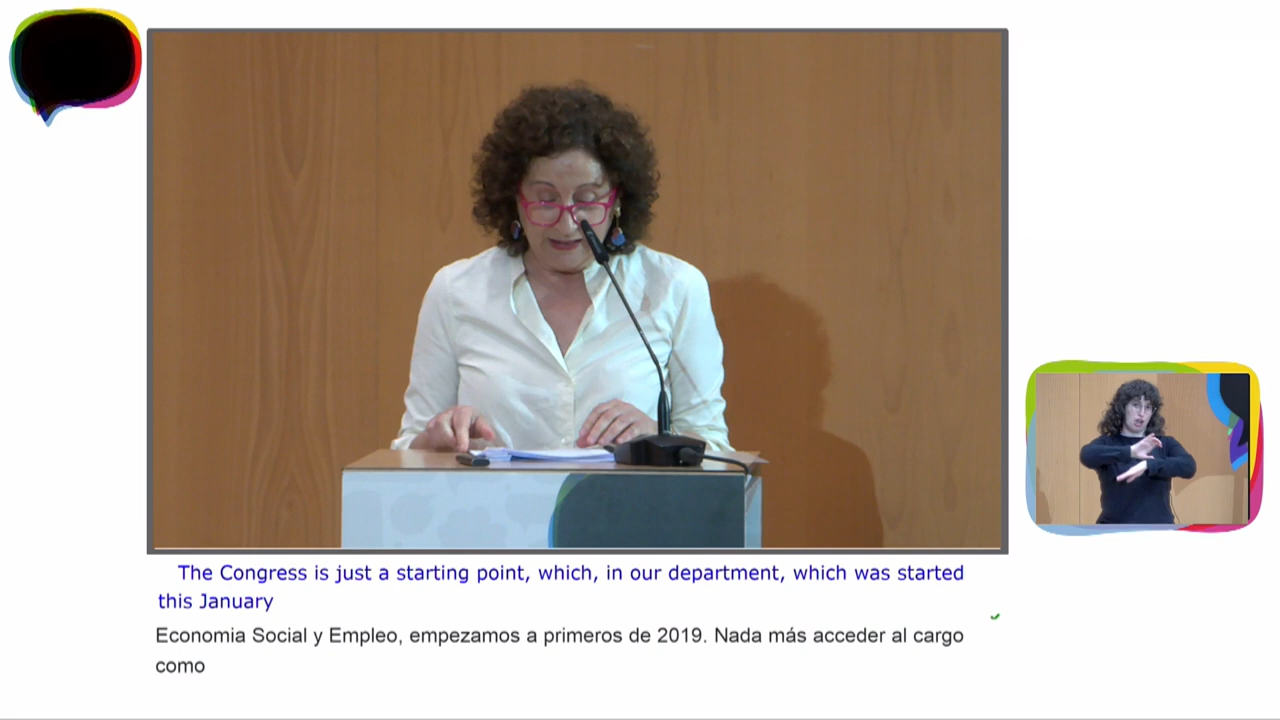 The Congress is just a starting point, which, in our department, which was started
this January
Economia Social y Empleo, empezamos a primeros de 2019. Nada más acceder al cargo
como